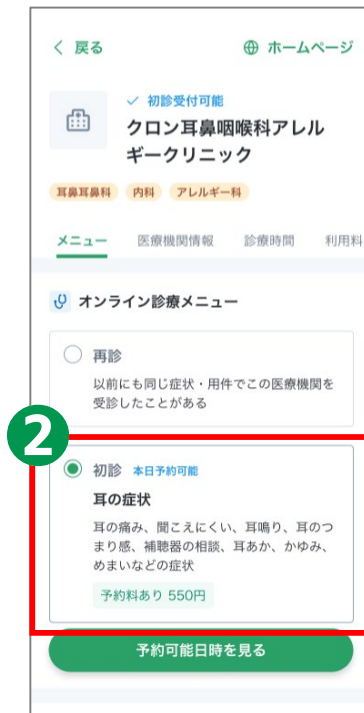 戻る
ホームページ
初診受付可能
クロン耳鼻咽喉科アレル
ギークリニック
耳鼻耳鼻科 内科 アレルギー科
メニュー 医療機関情報 診療時間 利用料
オンライン診療メニュー
再診
以前にも同じ症状・用件でこの医療機関を
受診したことがある
2
初診 本日予約可能
耳の症状
耳の痛み、聞こえにくい、耳鳴り、耳のつ
まり感、補聴器の相談、耳あか、かゆみ、
めまいなどの症状
予約料あり 550円
予約可能日時を見る